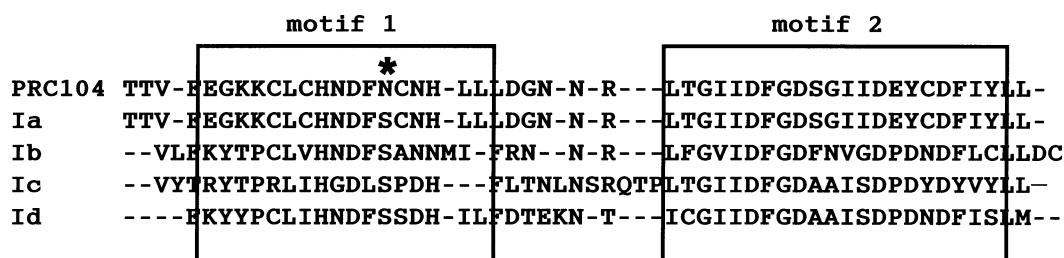 motif 1 motif 2
*
PRC104 TTV-FEGKKCLCHNDFNCNH-LLLDGN-N-R---LTGIIDFGDSGIIDEYCDFIYLL-
Ia TTV-FEGKKCLCHNDFSCNH-LLLDGN-N-R---LTGIIDFGDSGIIDEYCDFIYLL-
Ib --VLFKYTPCLVHNDFSANNMI-FRN--N-R---LFGVIDFGDFNVGDPDNDFLCLLDC
Ic --VYTRYTPRLIHGDLSPDH---FLTNLNSRQTPLTGIIDFGDAAISDPDYDYVYLL—
Id ----FKYYPCLIHNDFSSDH-ILFDTEKN-T---ICGIIDFGDAAISDPDNDFISLM--